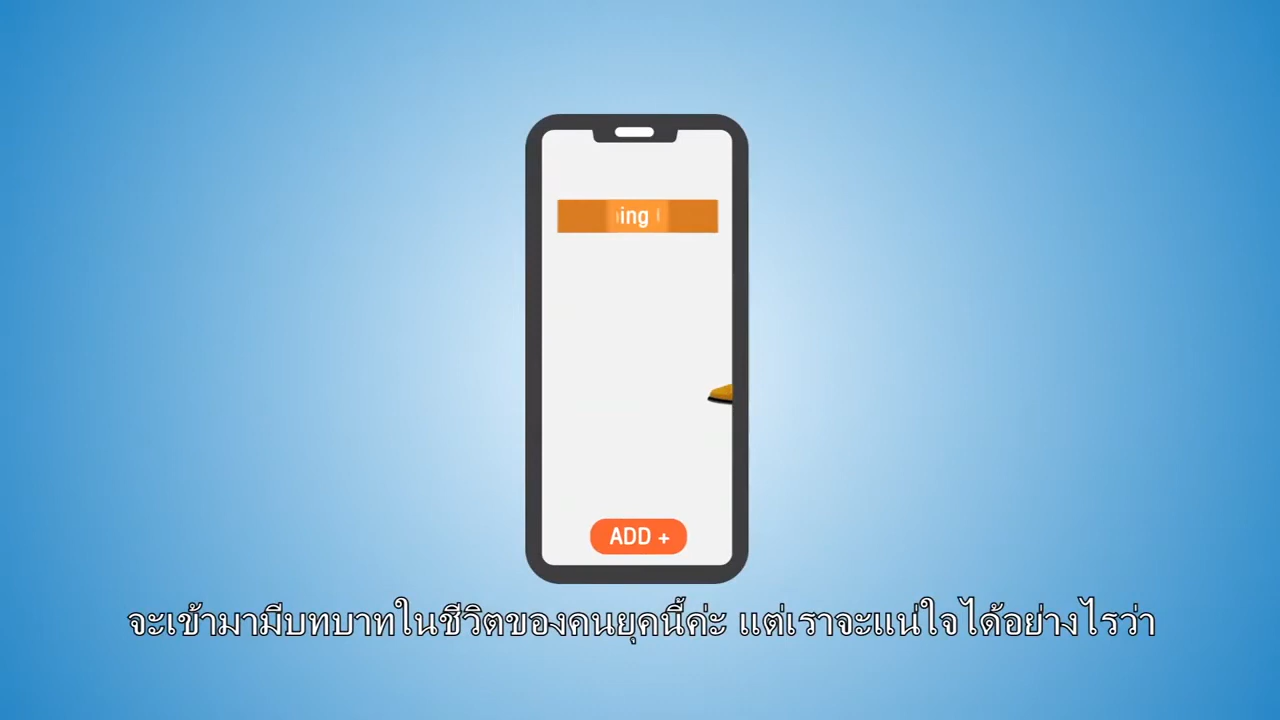 ADD +
จะเข้ามามีบทบาทในชีวิตของคนยุคนี้ค่ะ แต่เราจะแน่ใจได้อย่างไรว่า